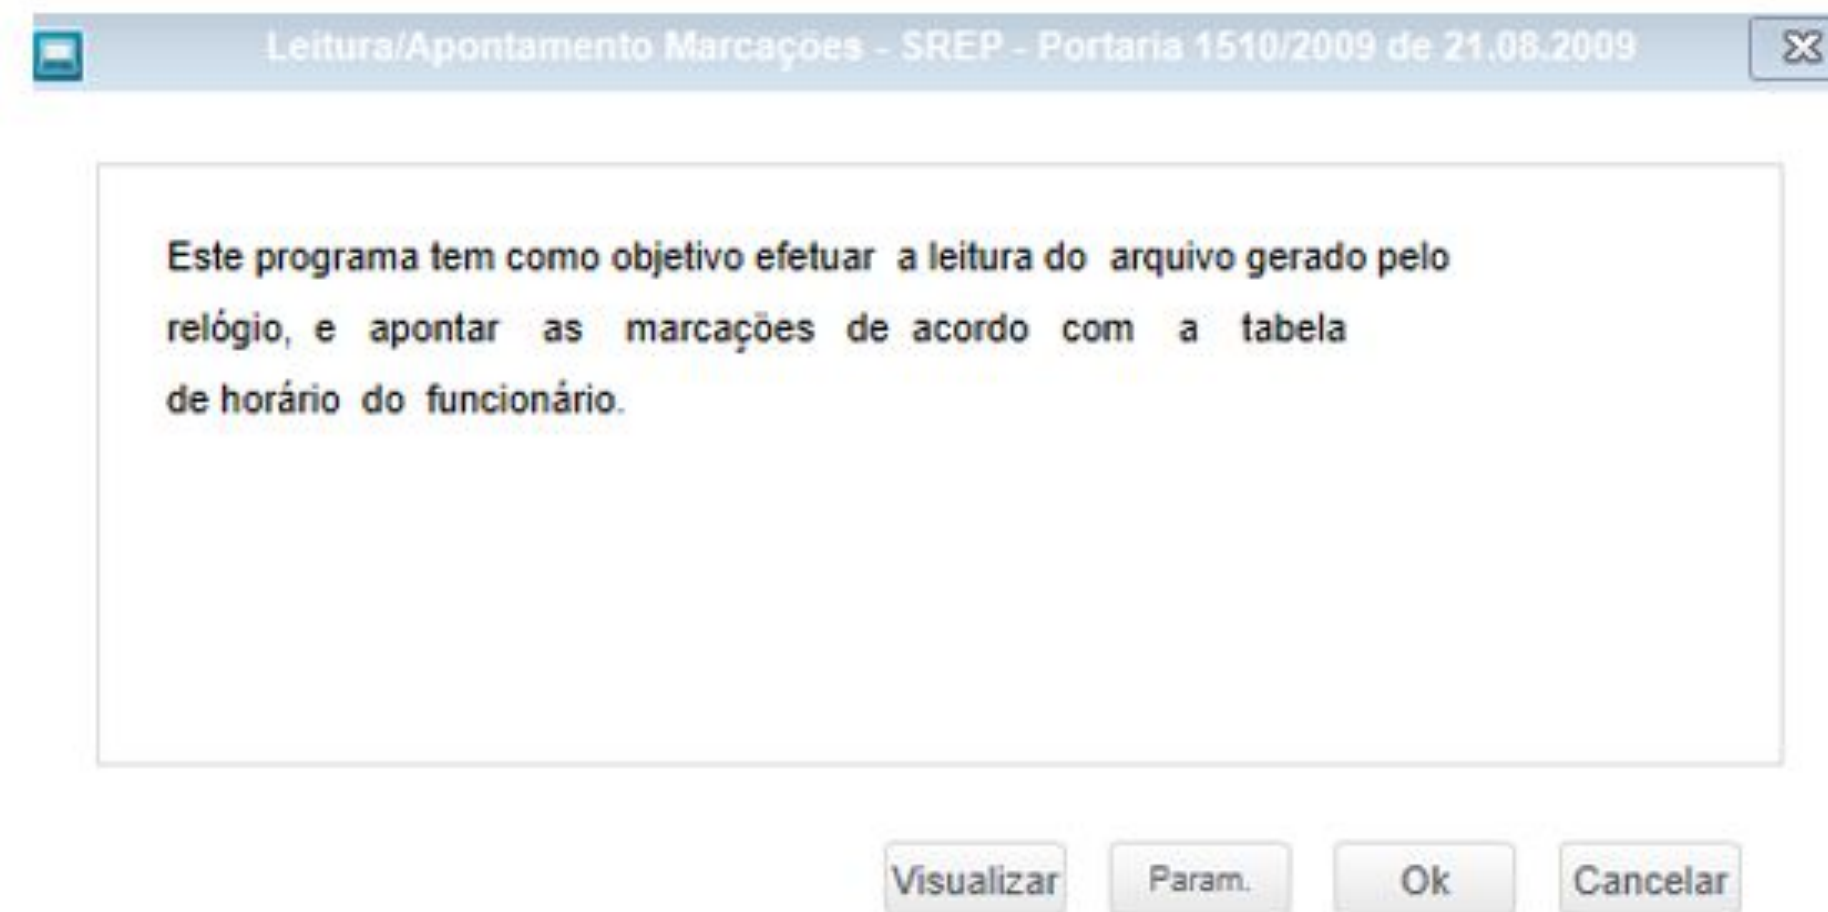 Leitura/Apontamento Marcações - SREP - Portaria 1510/2009 de 21.08.2009
Este programa tem como objetivo efetuar a leitura do arquivo gerado pelo
relógio, e apontar as marcações de acordo com a tabela
de horário do funcionário.
Visualizar Param. Ok Cancelar